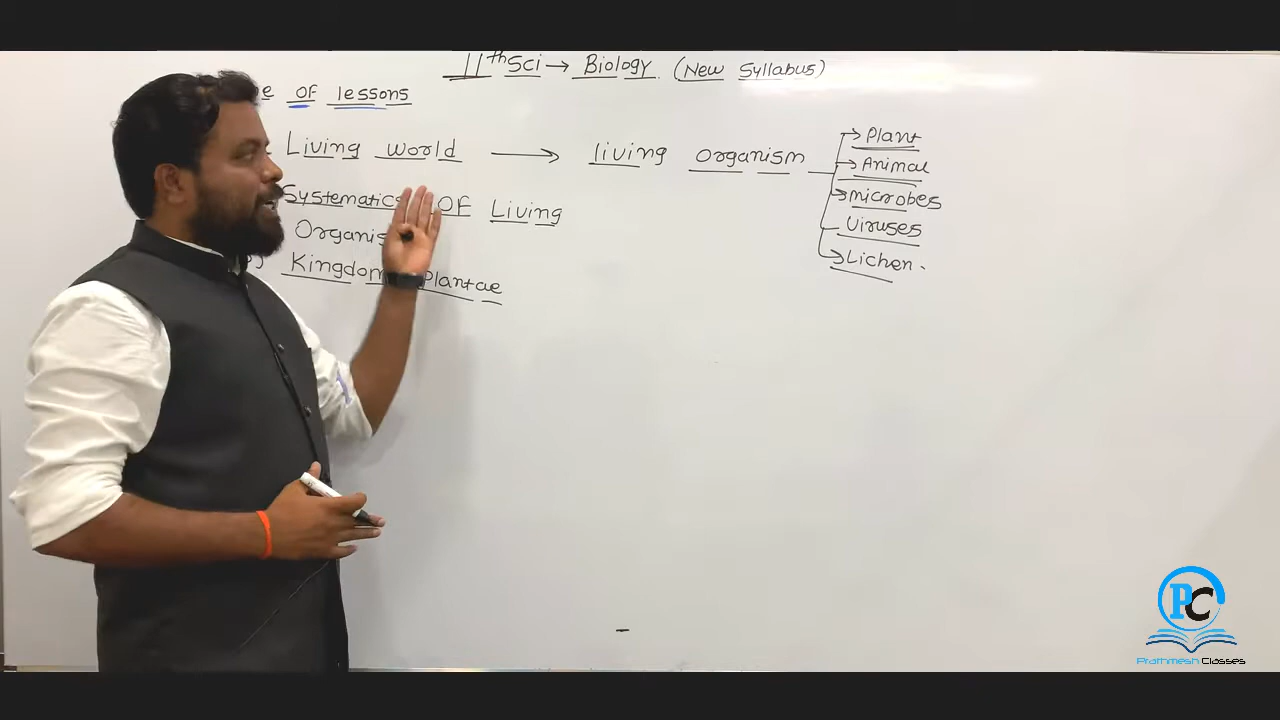 11th Sci → Biology. (New Syllabus)
OF lessons
Living world → living organism
→ Plant
→ Animal
→ microbes
Viruses
→ Lichen.
Systematics OF Living
Kingdom Plantae
PC
Prathmesh Classes